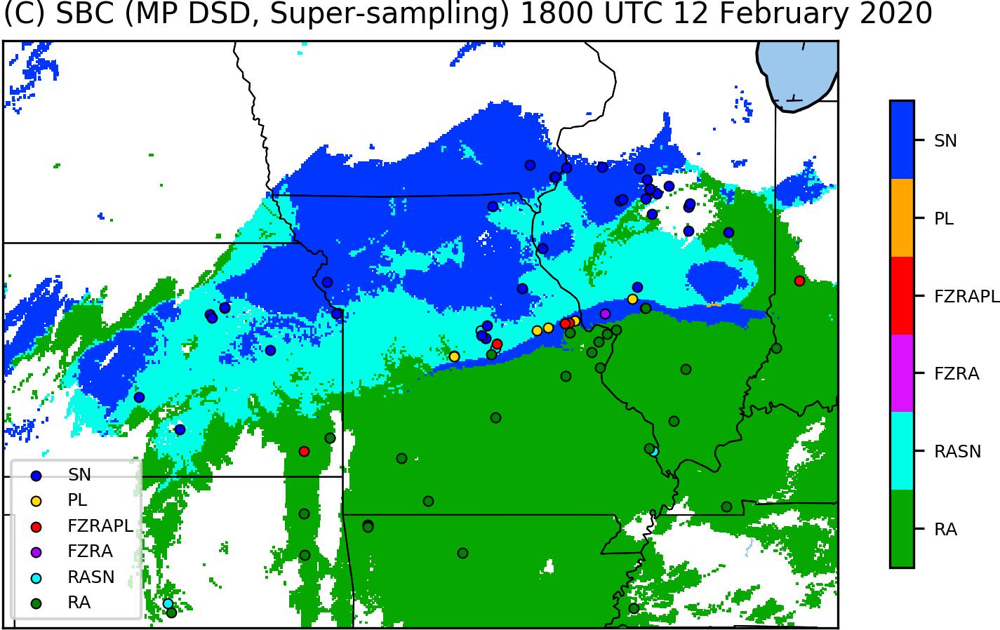 (C) SBC (MP DSD, Super-sampling) 1800 UTC 12 February 2020
SN
PL
FZRAPL
FZRA
RASN
RA
SN
PL
FZRAPL
FZRA
RASN
RA